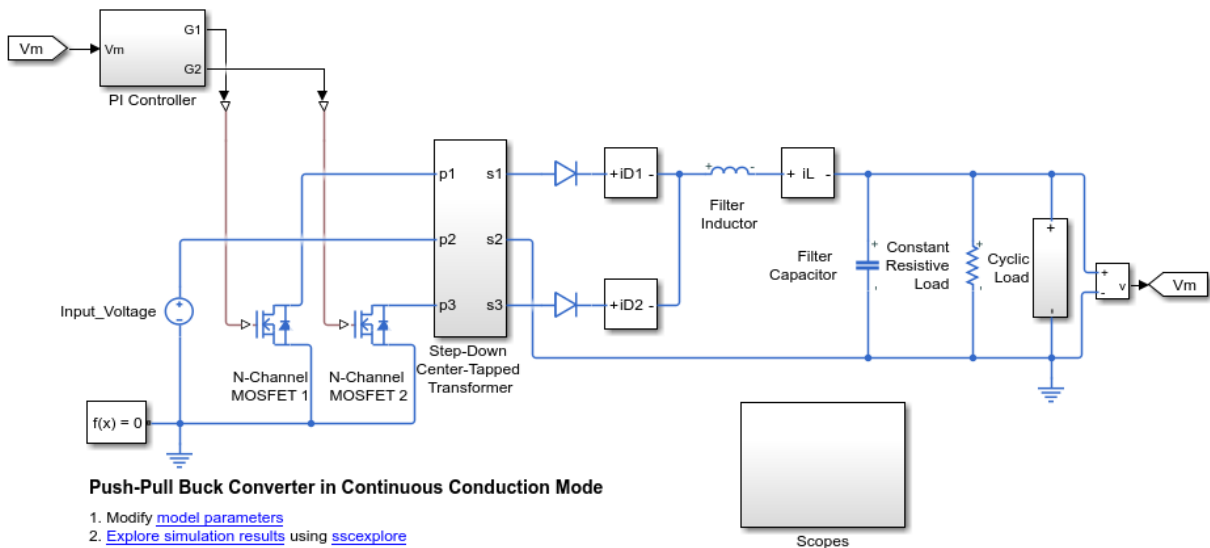 Vm
Vm
G1
G2
PI Controller
p1
p2
p3
s1
s2
s3
Step-Down
Center-Tapped
Transformer
+iD1 -
+iD2 -
+ -
Filter
Inductor
+ iL -
Filter
Capacitor
+
-
Constant
Resistive
Load
+
-
Cyclic
Load
+
-
+
-
v
Vm
Input_Voltage
+
-
N-Channel
MOSFET 1
N-Channel
MOSFET 2
f(x) = 0
Push-Pull Buck Converter in Continuous Conduction Mode
1. Modify model parameters
2. Explore simulation results using sscexplore
Scopes